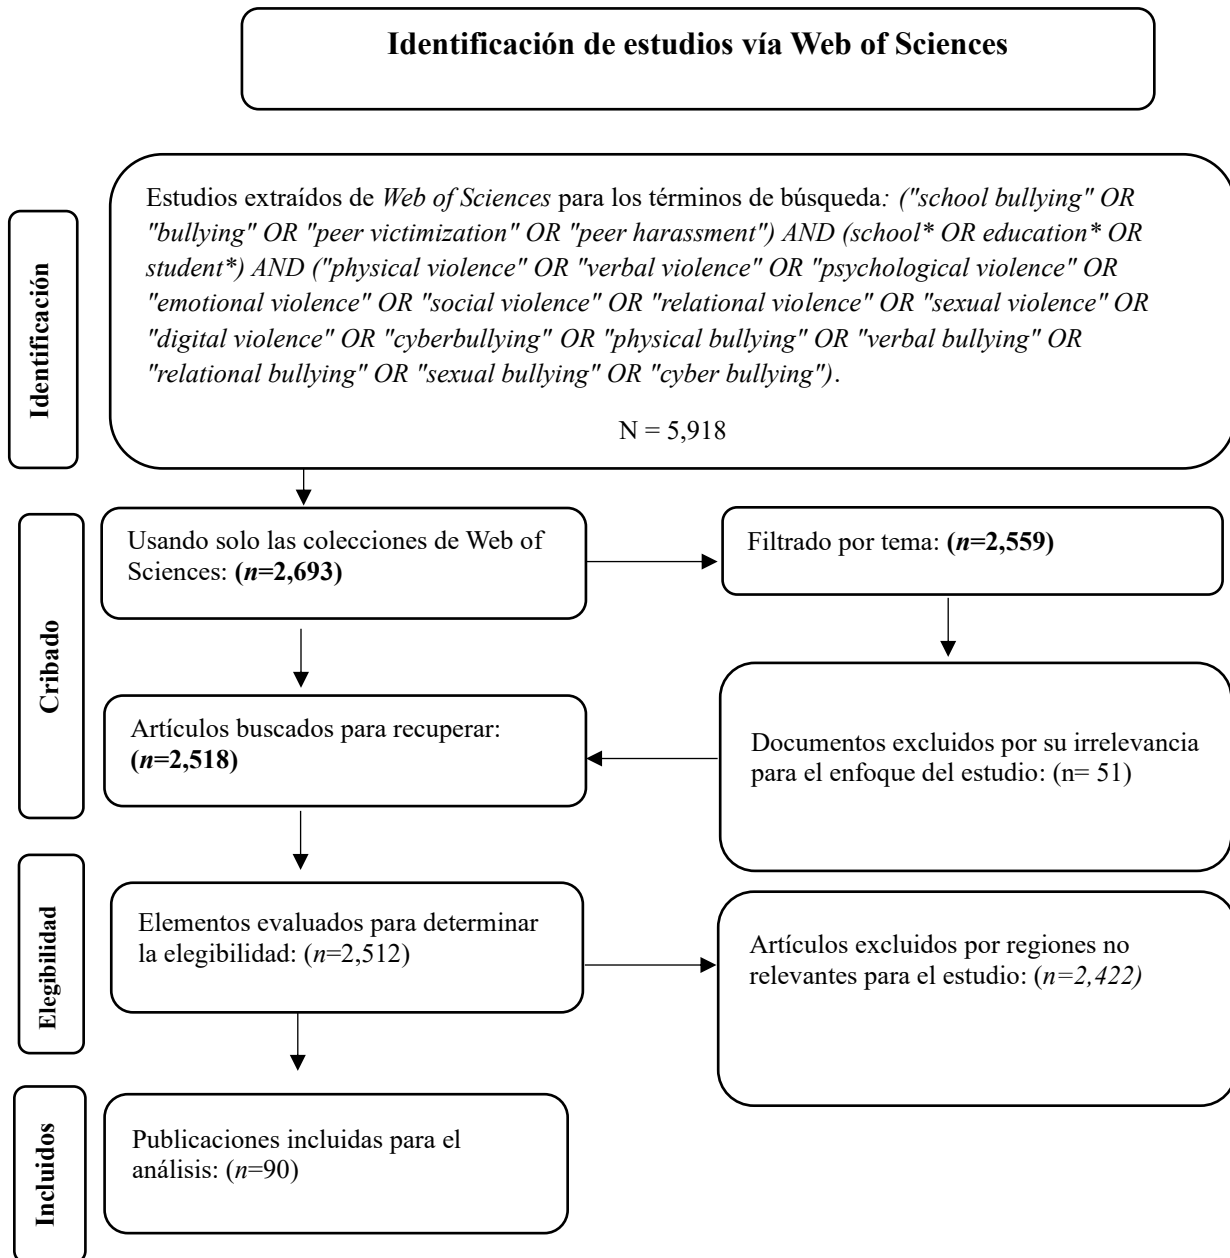 Identificación de estudios vía Web of Sciences
Identificación
Estudios extraídos de Web of Sciences para los términos de búsqueda: ("school bullying" OR
"bullying" OR "peer victimization" OR "peer harassment") AND (school* OR education* OR
student*) AND ("physical violence" OR "verbal violence" OR "psychological violence" OR
"emotional violence" OR "social violence" OR "relational violence" OR "sexual violence" OR
"digital violence" OR "cyberbullying" OR "physical bullying" OR "verbal bullying" OR
"relational bullying" OR "sexual bullying" OR "cyber bullying").
N = 5,918
Cribado
Usando solo las colecciones de Web of
Sciences: (n=2,693)
Filtrado por tema: (n=2,559)
Artículos buscados para recuperar:
(n=2,518)
Documentos excluidos por su irrelevancia
para el enfoque del estudio: (n= 51)
Elegibilidad
Elementos evaluados para determinar
la elegibilidad: (n=2,512)
Artículos excluidos por regiones no
relevantes para el estudio: (n=2,422)
Incluidos
Publicaciones incluidas para el
análisis: (n=90)